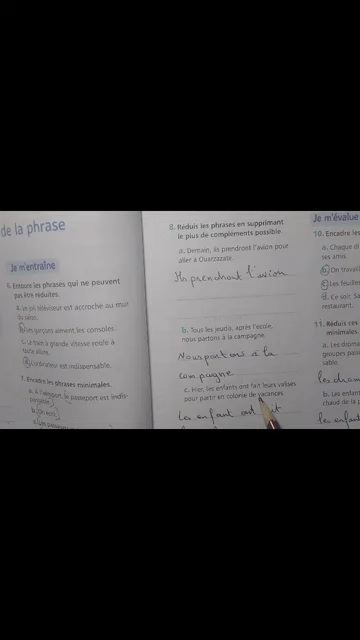 de la phrase
Je m'entraîne
6. Entoure les phrases qui ne peuvent
pas être réduites.
a. Le téléviseur est accroché au mur
du salon.
b. Les garçons aiment les consoles.
c. Le train à grande vitesse roule à
toute allure.
d. L'ordinateur est indispensable.
7. Encadre les phrases minimales.
a. À l'aéroport, le passeport est indis-
pensable.
8. Réduis les phrases en supprimant
le plus de compléments possible
a. Demain, ils prendront l'avion pour
aller à Ouarzazate.
Ils prendront l'avion
b. Tous les jeudis, après l'école,
nous partons à la campagne.
Nous partons à la
campagne
c. Hier, les enfants ont fait leurs valises
pour partir en colonie de vacances.
Les enfant ont
Je m'évalue
10. Encadre les
a. Chaque
ses amis.
b. On travail
c. Les feuilles
d. Ce soir, Sa
restaurant.
11. Réduis ces
minimales.
a. Les droma
groupes pass
sable.
les drom
b. Les enfant
chaud de la p
les enfant